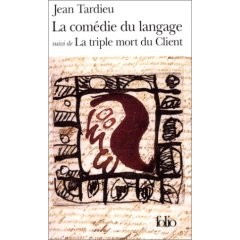 Jean Tardieu
La comédie du langage
suivi de La triple mort du Client
folio